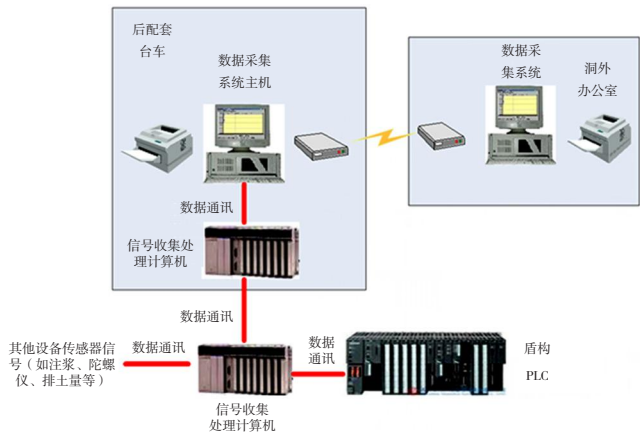 后配套
台车
数据采集
系统主机
数据采
集系统
洞外
办公室
数据通讯
信号收集处
理计算机
数据通讯
其他设备传感器信
号（如注浆、陀螺
仪、排土量等）
数据通讯
数据
通讯
盾构
PLC
信号收集
处理计算机